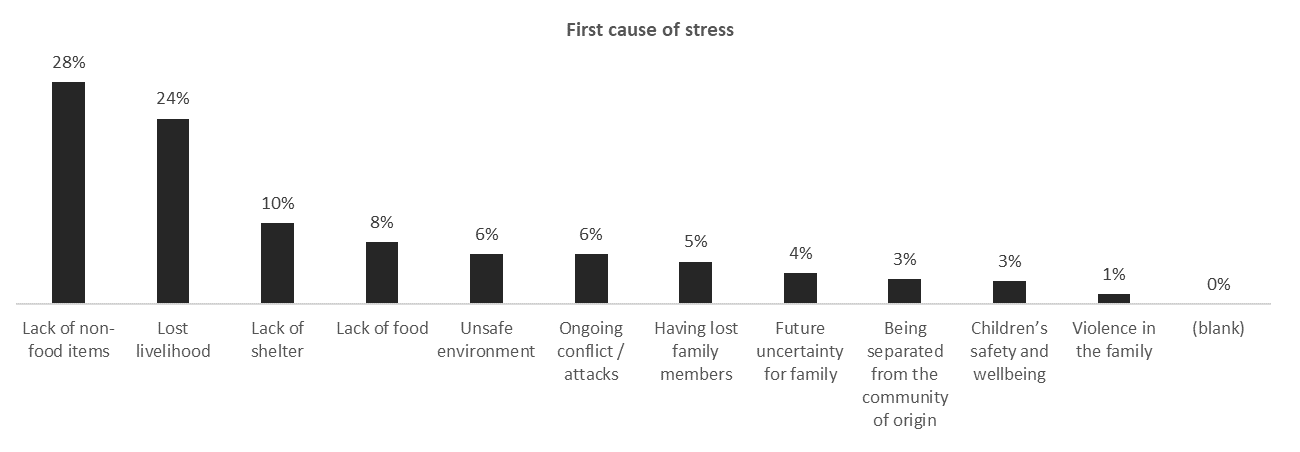 First cause of stress
28%
24%
10%
8%
6%
6%
5%
4%
3%
3%
1%
0%
Lack of non-
food items
Lost
livelihood
Lack of
shelter
Lack of food
Unsafe
environment
Ongoing
conflict /
attacks
Having lost
family
members
Future
uncertainty
for family
Being
separated
from the
community
of origin
Children’s
safety and
wellbeing
Violence in
the family
(blank)